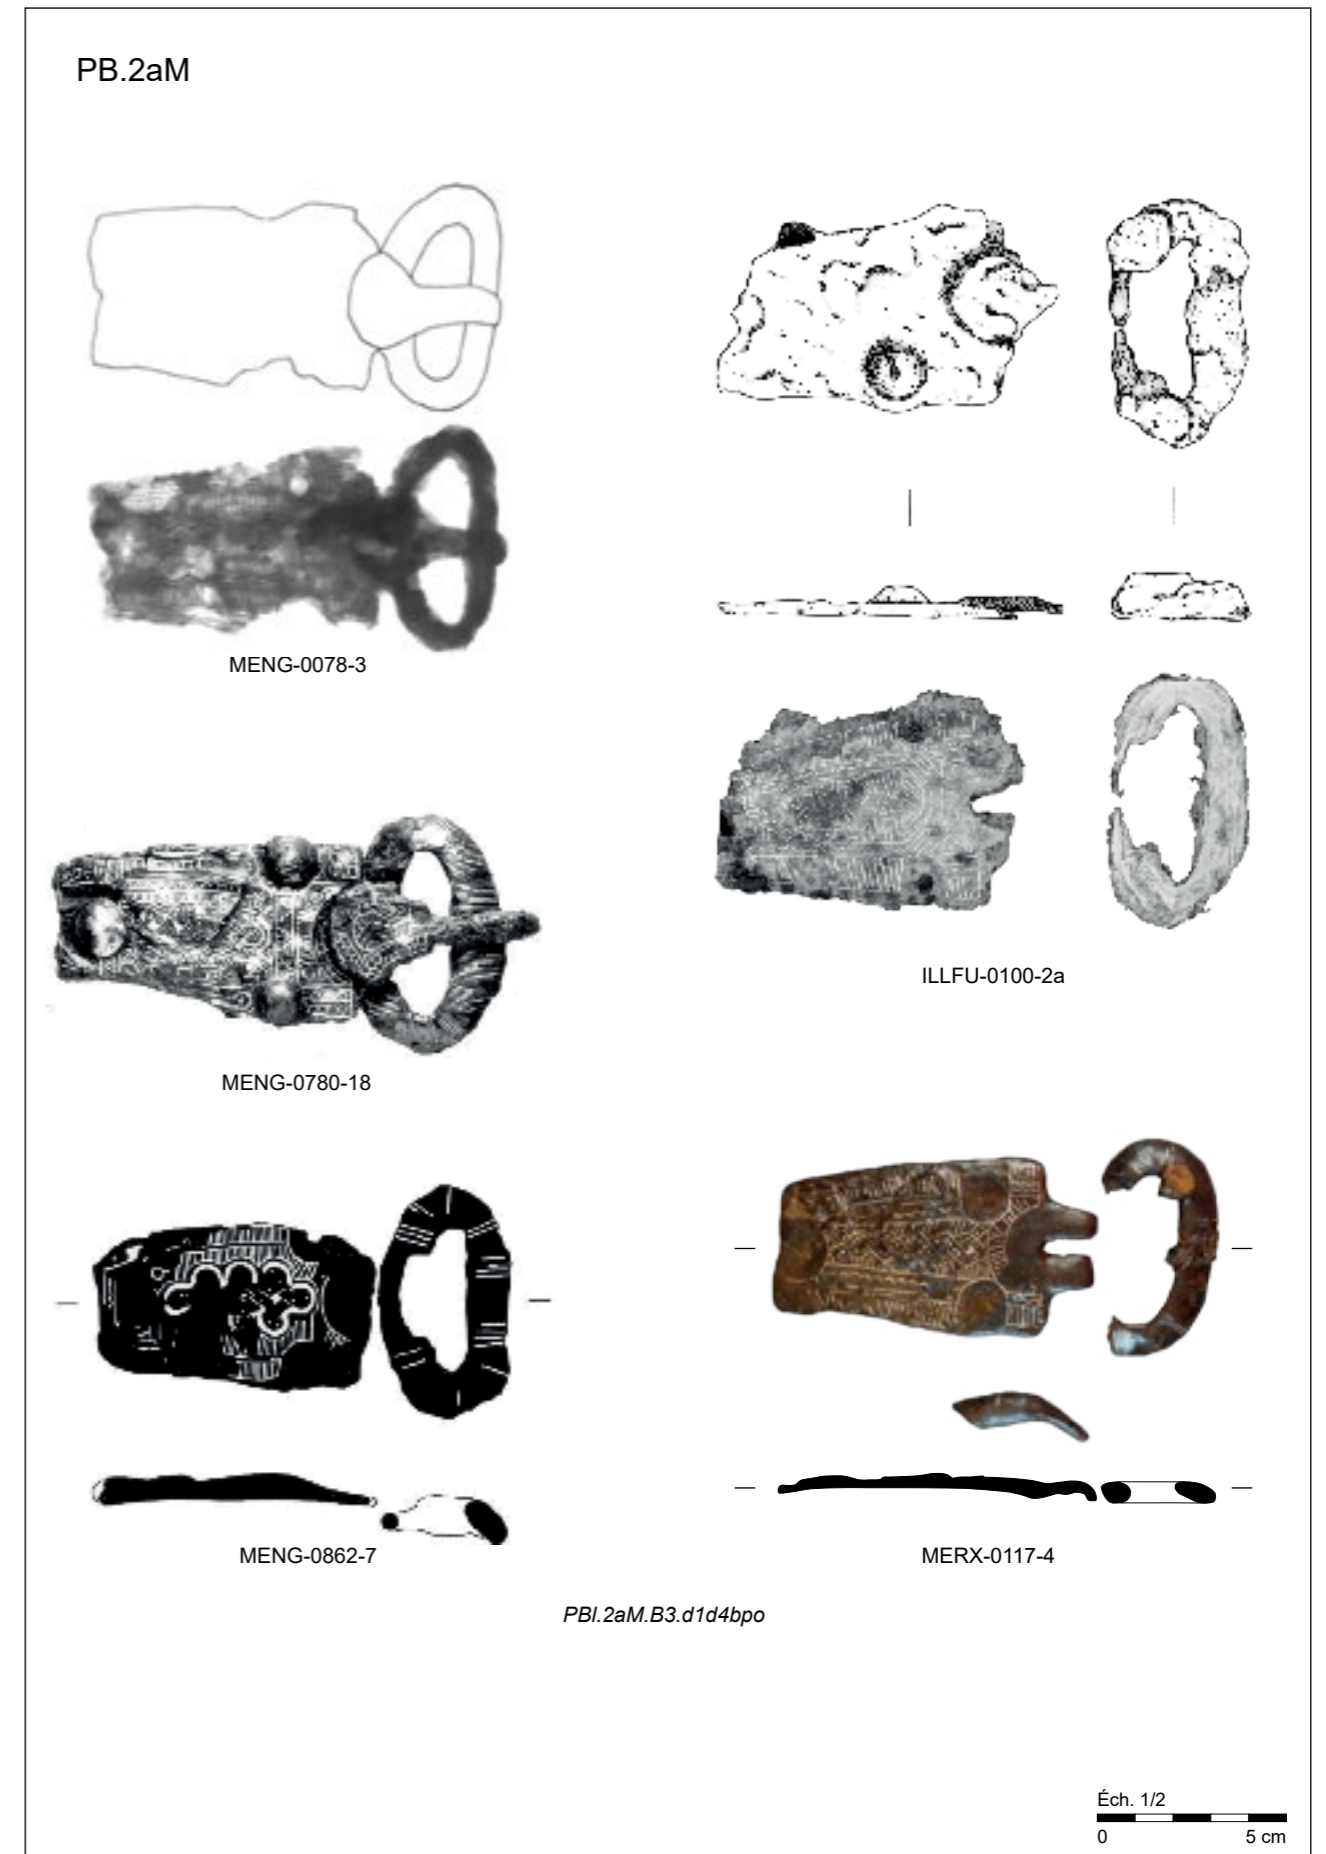 PB.2aM
MENG-0078-3
ILLFU-0100-2a
MENG-0780-18
MENG-0862-7
MERX-0117-4
PBI.2aM.B3.d1d4bpo
Éch. 1/2
0 5 cm